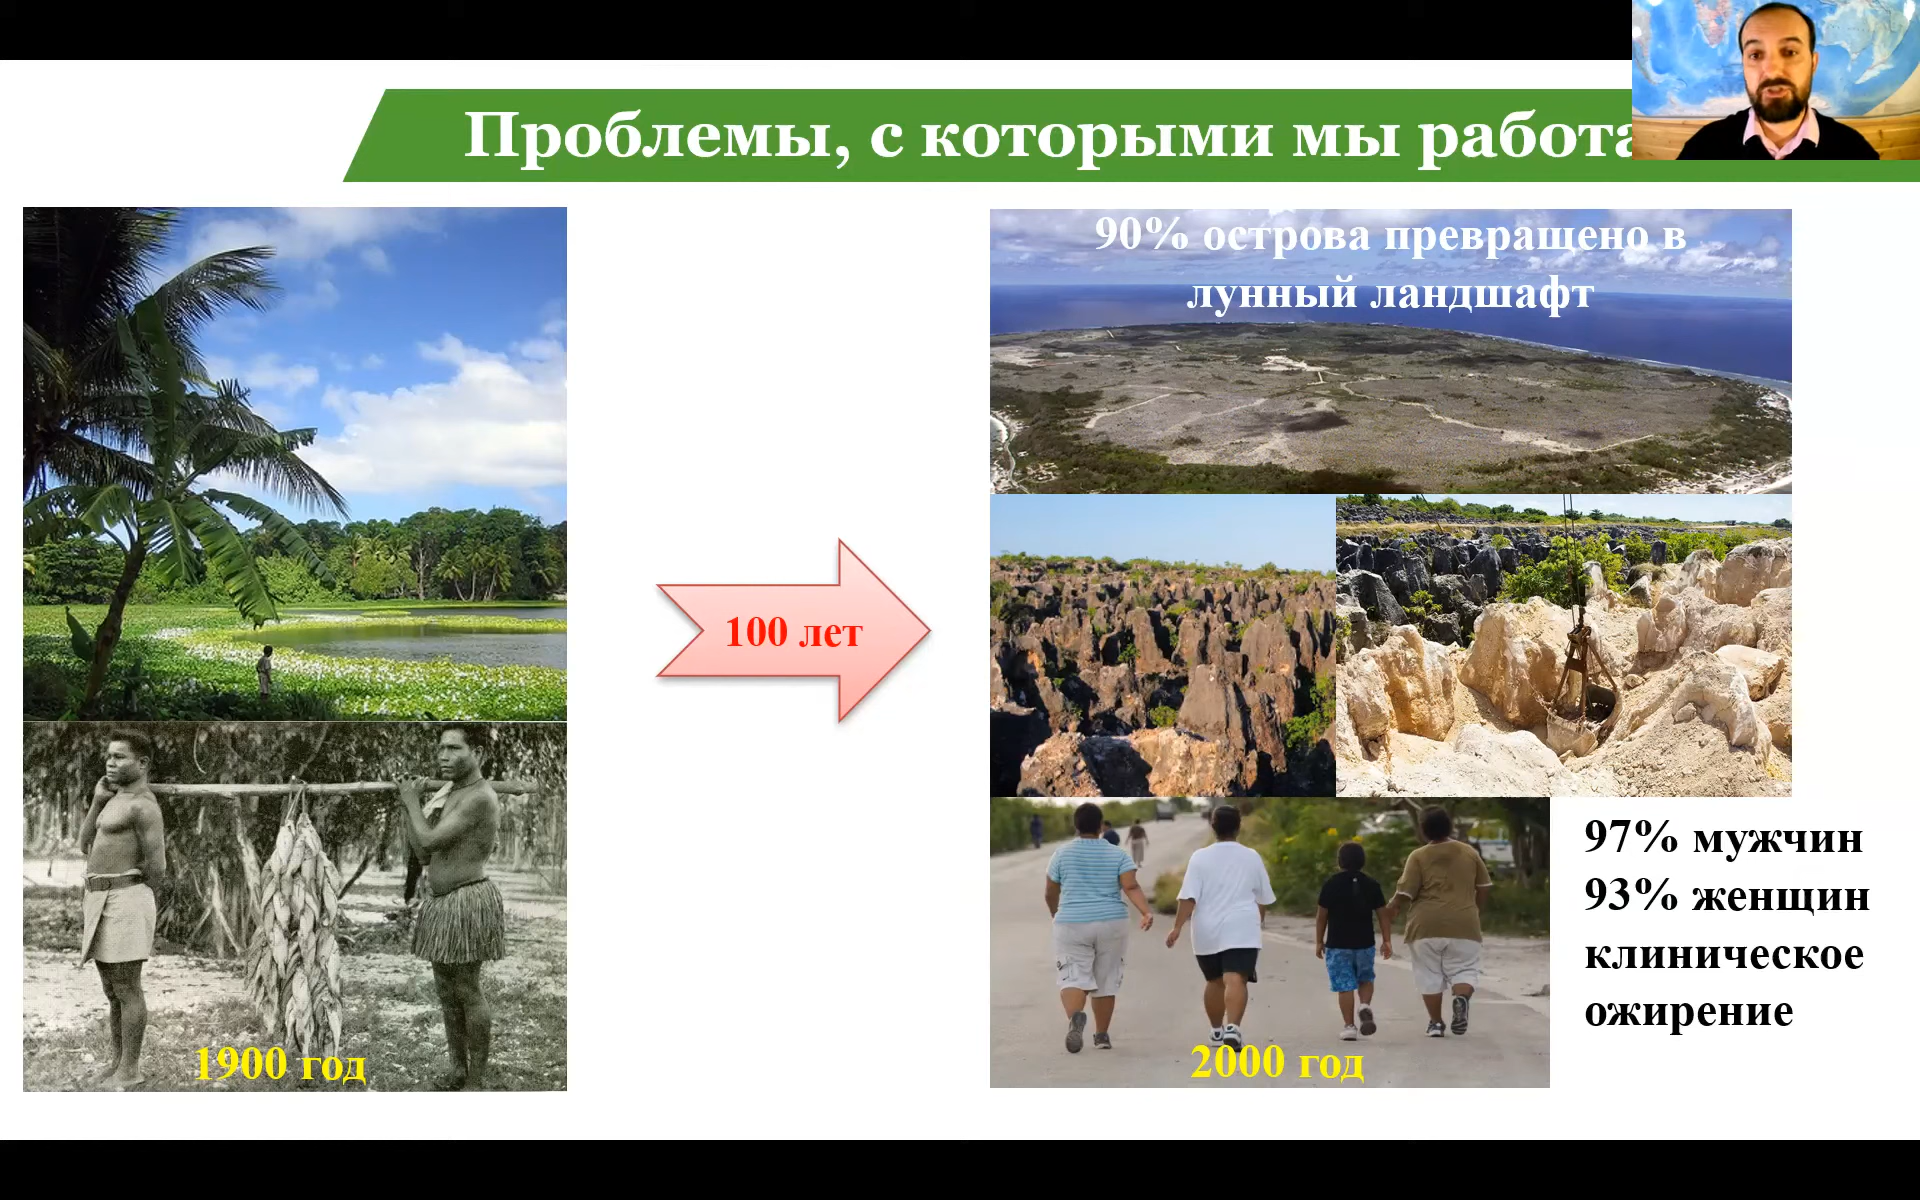 Проблемы, с которыми мы работа
90% острова превращено в
лунный ландшафт
100 лет
97% мужчин
93% женщин
клиническое
ожирение
1900 год
2000 год